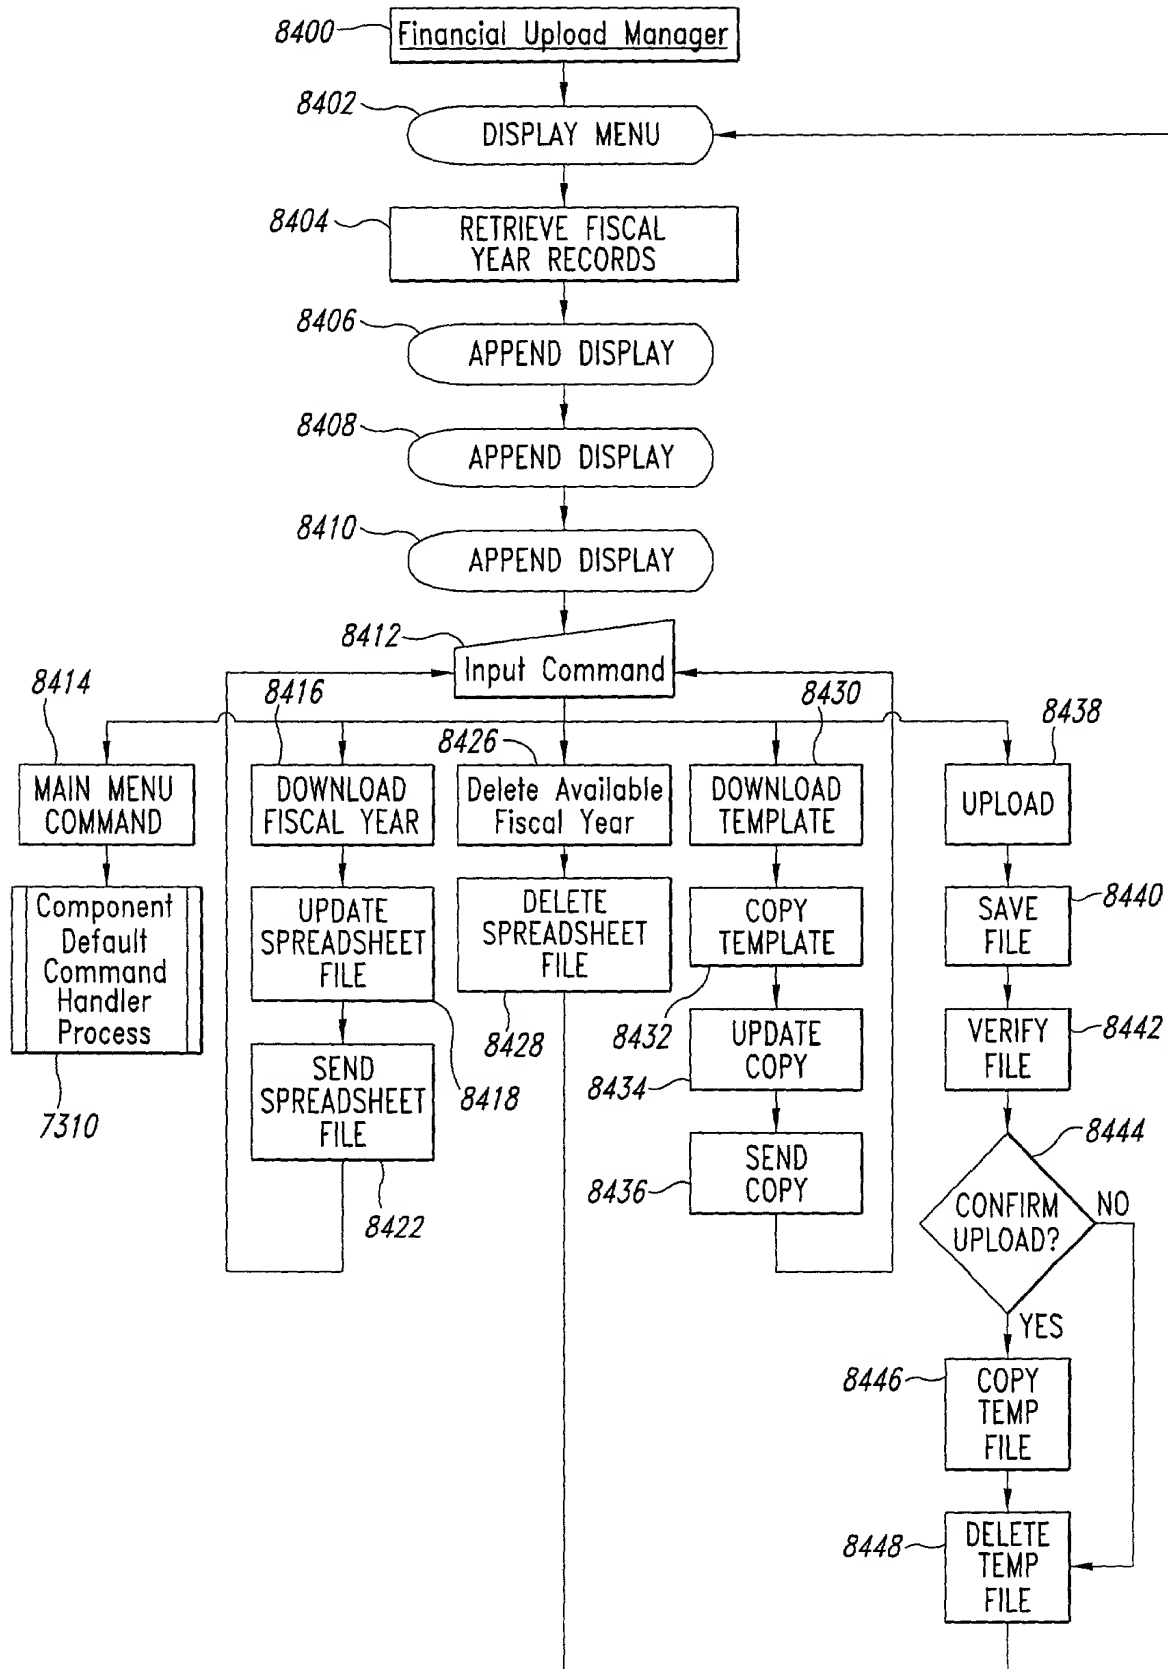 8400
Financial Upload Manager
8402
DISPLAY MENU
8404
RETRIEVE FISCAL
YEAR RECORDS
8406
APPEND DISPLAY
8408
APPEND DISPLAY
8410
APPEND DISPLAY
8412
Input Command
8414
MAIN MENU
COMMAND
Component
Default
Command
Handler
Process
7310
8416
DOWNLOAD
FISCAL YEAR
UPDATE
SPREADSHEET
FILE
8418
SEND
SPREADSHEET
FILE
8422
8426
Delete Available
Fiscal Year
DELETE
SPREADSHEET
FILE
8428
8430
DOWNLOAD
TEMPLATE
COPY
TEMPLATE
8432
UPDATE
COPY
8434
SEND
COPY
8436
8438
UPLOAD
SAVE
FILE
8440
VERIFY
FILE
8442
8444
CONFIRM
UPLOAD?
NO
YES
8446
COPY
TEMP
FILE
8448
DELETE
TEMP
FILE